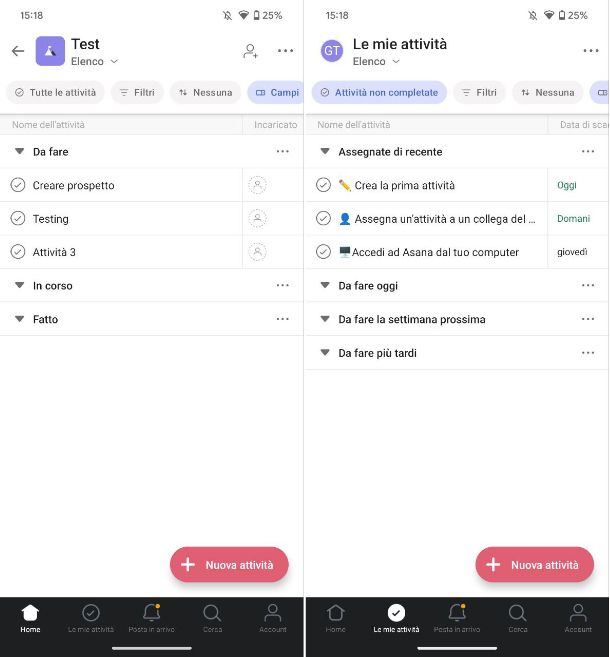 15:18
25%
Test
Elenco
Tutte le attività
Filtri
Nessuna
Campi
Nome dell'attività
Incaricato
Da fare
Creare prospetto
Testing
Attività 3
In corso
Fatto
Nuova attività
Home
Le mie attività
Posta in arrivo
Cerca
Account
15:18
25%
GT
Le mie attività
Elenco
Attività non completate
Filtri
Nessuna
Nome dell'attività
Data di sca
Assegnate di recente
Crea la prima attività
Oggi
Assegna un'attività a un collega del ...
Domani
Accedi ad Asana dal tuo computer
giovedì
Da fare oggi
Da fare la settimana prossima
Da fare più tardi
Nuova attività
Home
Le mie attività
Posta in arrivo
Cerca
Account